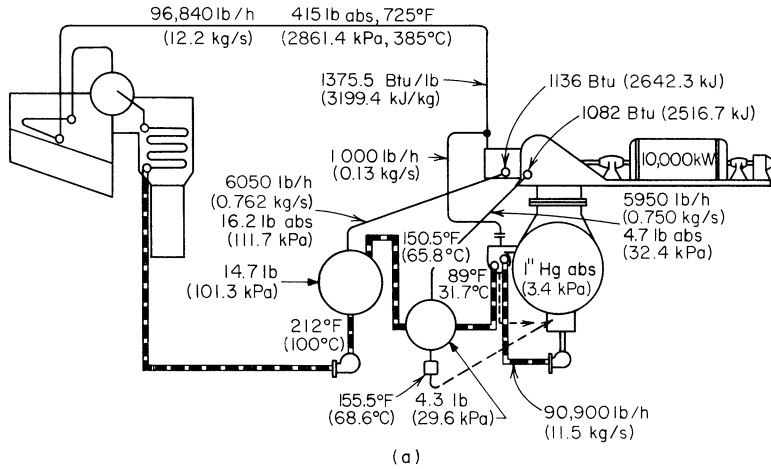 96,840 lb/h
(12.2 kg/s)
415 lb abs, 725°F
(2861.4 kPa, 385°C)
1375.5 Btu/lb
(3199.4 kJ/kg)
1136 Btu (2642.3 kJ)
1082 Btu (2516.7 kJ)
1 000 lb/h
(0.13 kg/s)
10,000kW
6050 lb/h
(0.762 kg/s)
16.2 lb abs
(111.7 kPa)
5950 lb/h
(0.750 kg/s)
4.7 lb abs
(32.4 kPa)
150.5°F
(65.8°C)
14.7 lb
(101.3 kPa)
89°F
31.7°C
1" Hg abs
(3.4 kPa)
212°F
(100°C)
155.5°F
(68.6°C)
4.3 lb
(29.6 kPa)
90,900 lb/h
(11.5 kg/s)
(a)